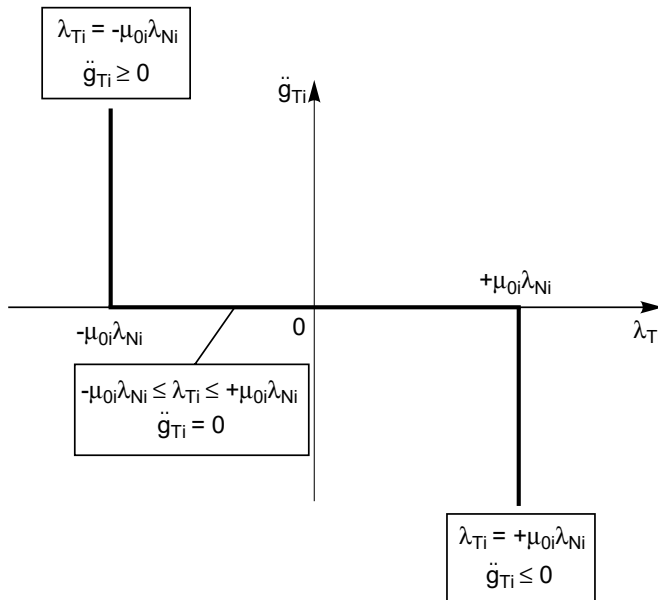 λTi = -μ0iλNi
g̈Ti ≥ 0
g̈Ti
+μ0iλNi
-μ0iλNi
0
λT
-μ0iλNi ≤ λTi ≤ +μ0iλNi
g̈Ti = 0
λTi = +μ0iλNi
g̈Ti ≤ 0